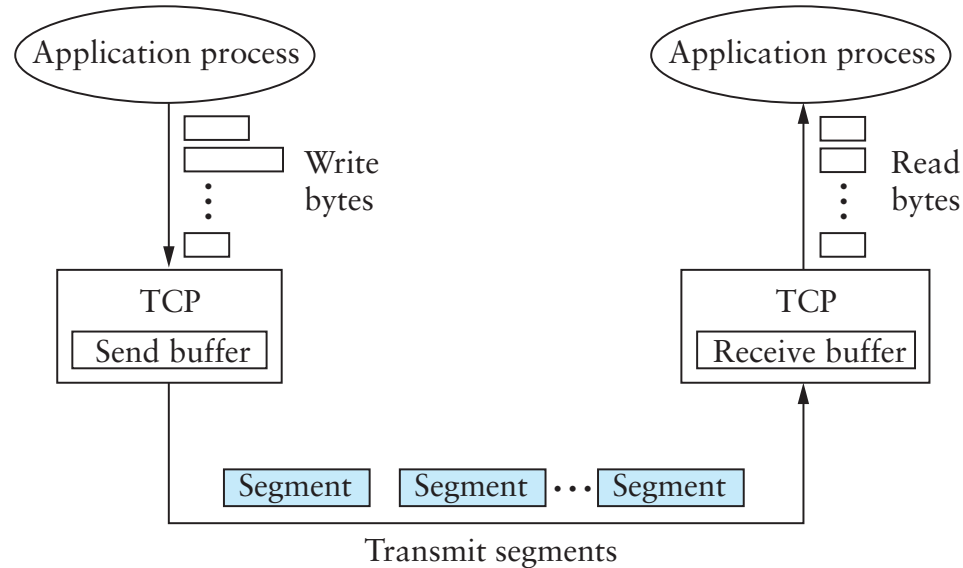 Application process
Application process
Write
bytes
Read
bytes
TCP
Send buffer
TCP
Receive buffer
Segment
Segment
Segment
Transmit segments